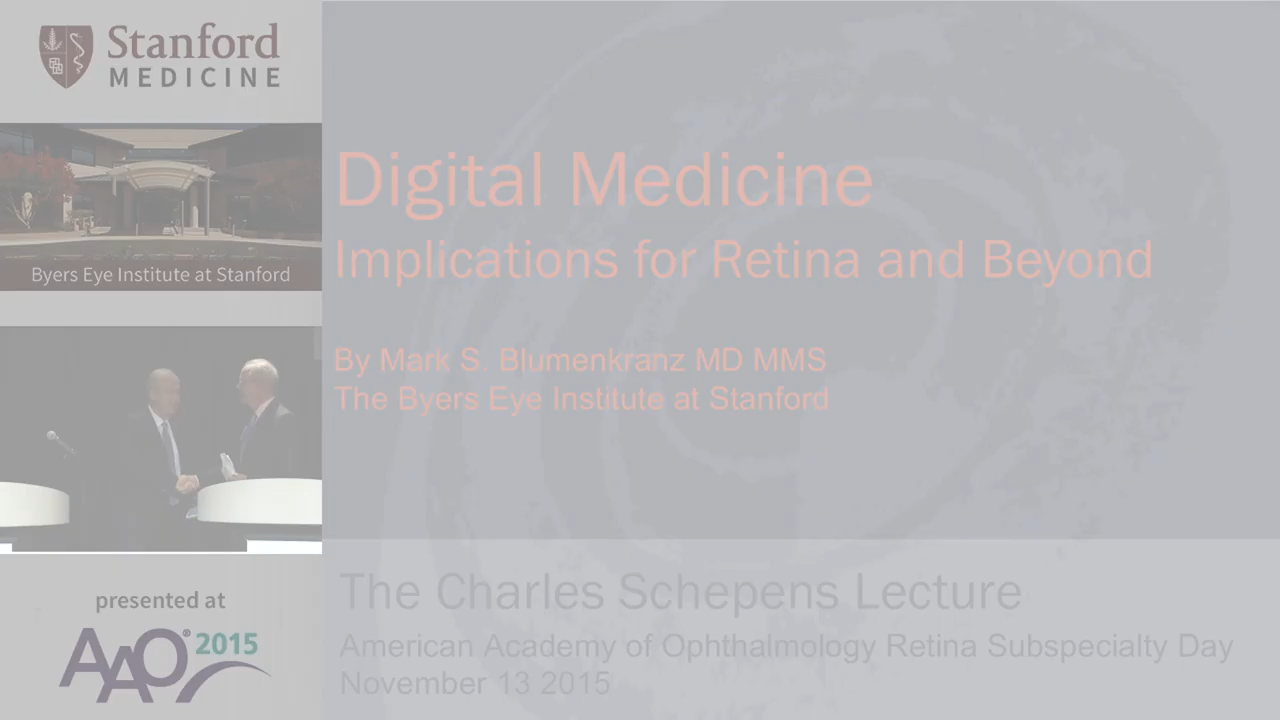 Stanford
MEDICINE
Byers Eye Institute at Stanford
presented at
AAO® 2015
Digital Medicine
Implications for Retina and Beyond
By Mark S. Blumenkranz MD MMS
The Byers Eye Institute at Stanford
The Charles Schepens Lecture
American Academy of Ophthalmology Retina Subspecialty Day
November 13 2015